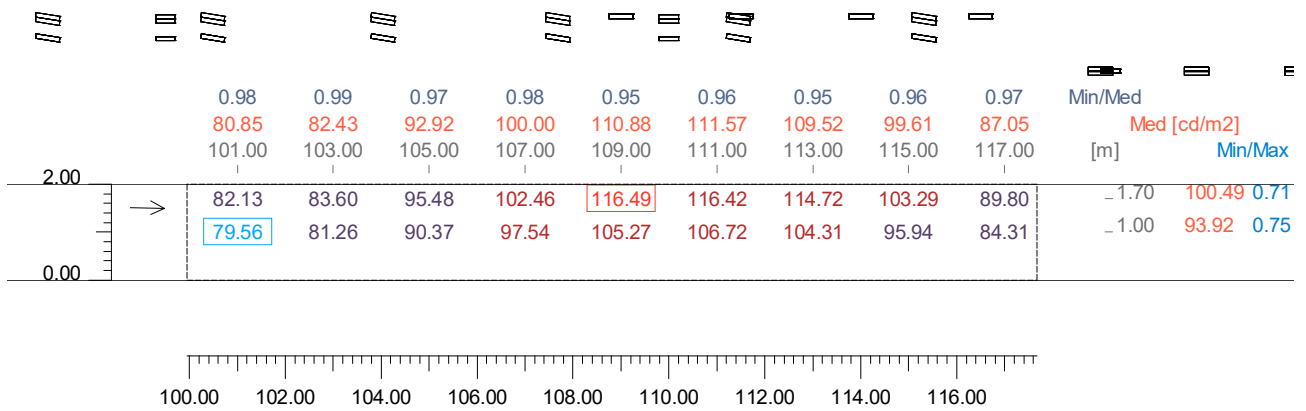 0.98 0.99 0.97 0.98 0.95 0.96 0.95 0.96 0.97 Min/Med
80.85 82.43 92.92 100.00 110.88 111.57 109.52 99.61 87.05 Med [cd/m2]
101.00 103.00 105.00 107.00 109.00 111.00 113.00 115.00 117.00 [m] Min/Max
2.00
82.13 83.60 95.48 102.46 116.49 116.42 114.72 103.29 89.80 1.70 100.49 0.71
79.56 81.26 90.37 97.54 105.27 106.72 104.31 95.94 84.31 1.00 93.92 0.75
0.00
100.00 102.00 104.00 106.00 108.00 110.00 112.00 114.00 116.00